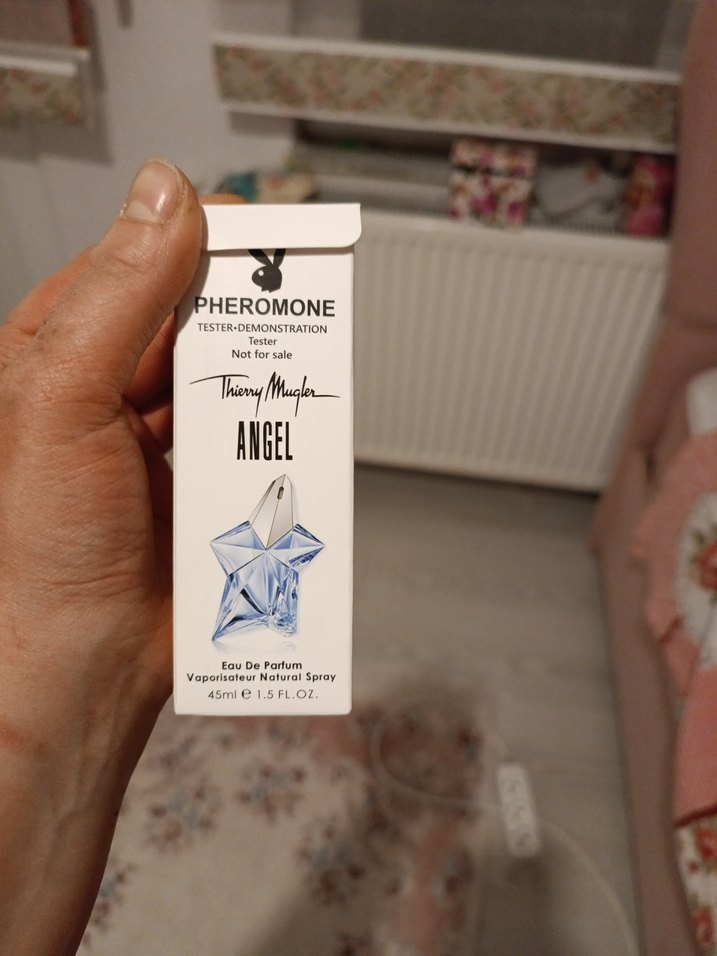 PHEROMONE
TESTER•DEMONSTRATION
Tester
Not for sale
Thierry Mugler
ANGEL
Eau De Parfum
Vaporisateur Natural Spray
45ml ℮ 1.5 FL.OZ.